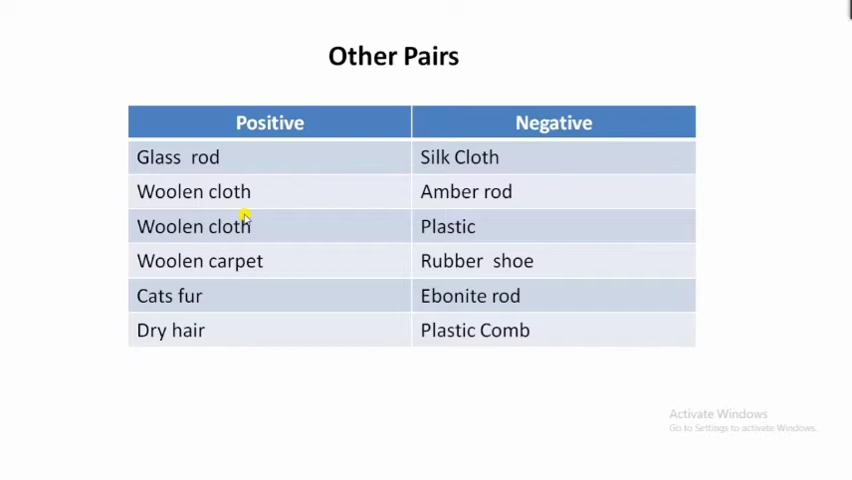 Other Pairs
Positive Negative
Glass rod Silk Cloth
Woolen cloth Amber rod
Woolen cloth Plastic
Woolen carpet Rubber shoe
Cats fur Ebonite rod
Dry hair Plastic Comb
Activate Windows
Go to Settings to activate Windows.